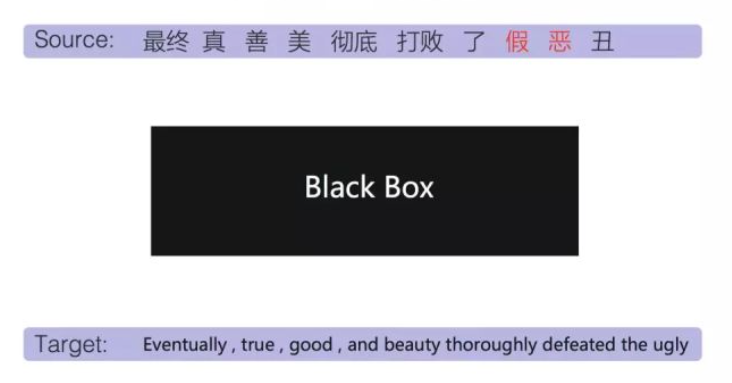 Source: 最终 真 善 美 彻底 打败 了 假 恶 丑
Black Box
Target: Eventually , true , good , and beauty thoroughly defeated the ugly